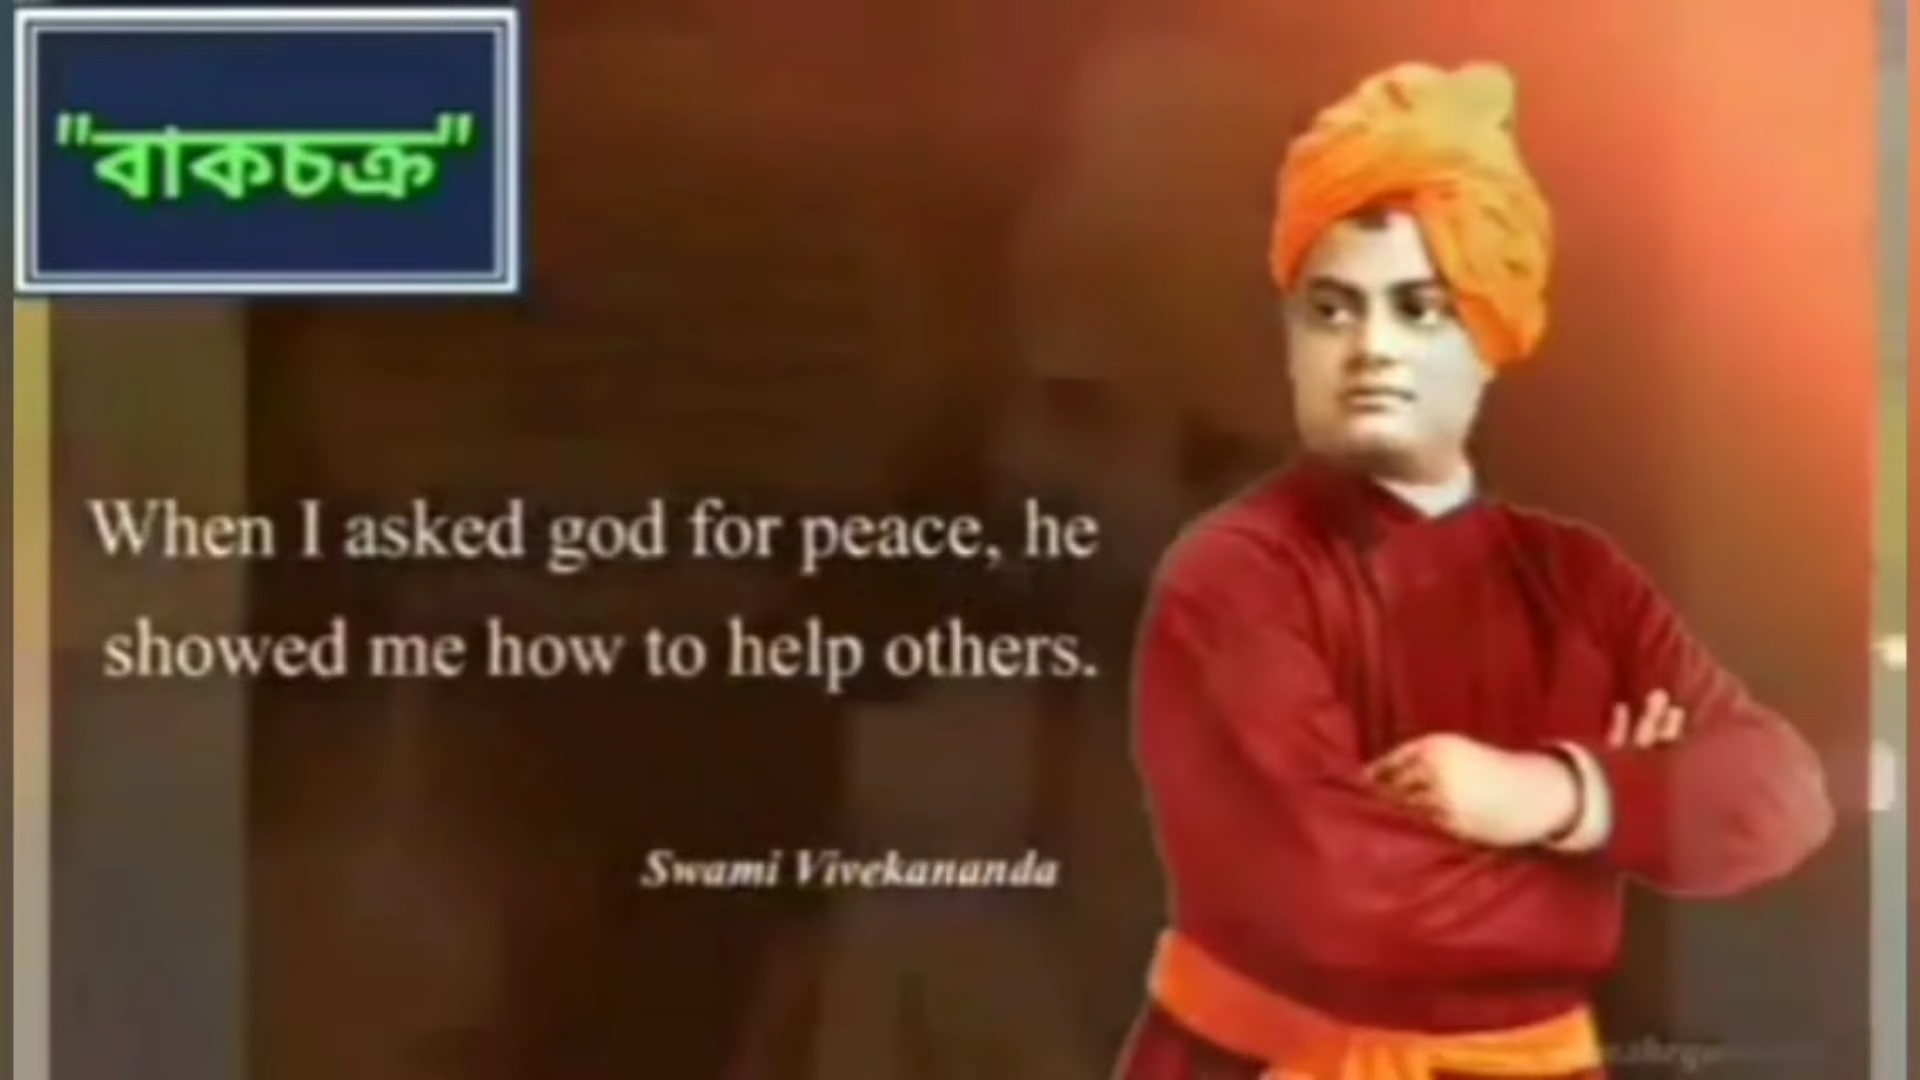 "বাকচক্র"
When I asked god for peace, he
showed me how to help others.
Swami Vivekananda